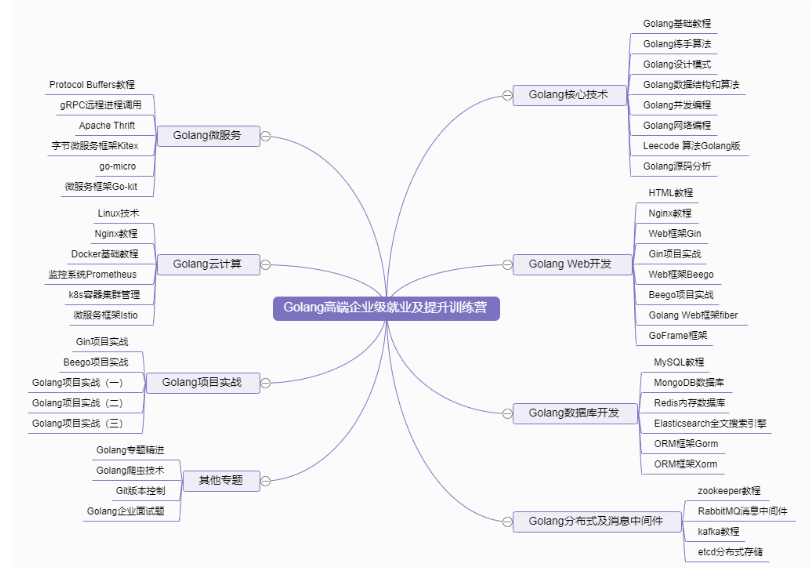 Golang高端企业级就业及提升训练营
Golang核心技术
Golang基础教程
Golang练手算法
Golang设计模式
Golang数据结构和算法
Golang并发编程
Golang网络编程
Leecode 算法Golang版
Golang源码分析
Golang Web开发
HTML教程
Nginx教程
Web框架Gin
Gin项目实战
Web框架Beego
Beego项目实战
Golang Web框架fiber
GoFrame框架
Golang数据库开发
MySQL教程
MongoDB数据库
Redis内存数据库
Elasticsearch全文搜索引擎
ORM框架Gorm
ORM框架Xorm
Golang分布式及消息中间件
zookeeper教程
RabbitMQ消息中间件
kafka教程
etcd分布式存储
Golang微服务
Protocol Buffers教程
gRPC远程进程调用
Apache Thrift
字节微服务框架Kitex
go-micro
微服务框架Go-kit
Golang云计算
Linux技术
Nginx教程
Docker基础教程
监控系统Prometheus
k8s容器集群管理
微服务框架Istio
Golang项目实战
Gin项目实战
Beego项目实战
Golang项目实战（一）
Golang项目实战（二）
Golang项目实战（三）
其他专题
Golang专题精进
Golang爬虫技术
Git版本控制
Golang企业面试题